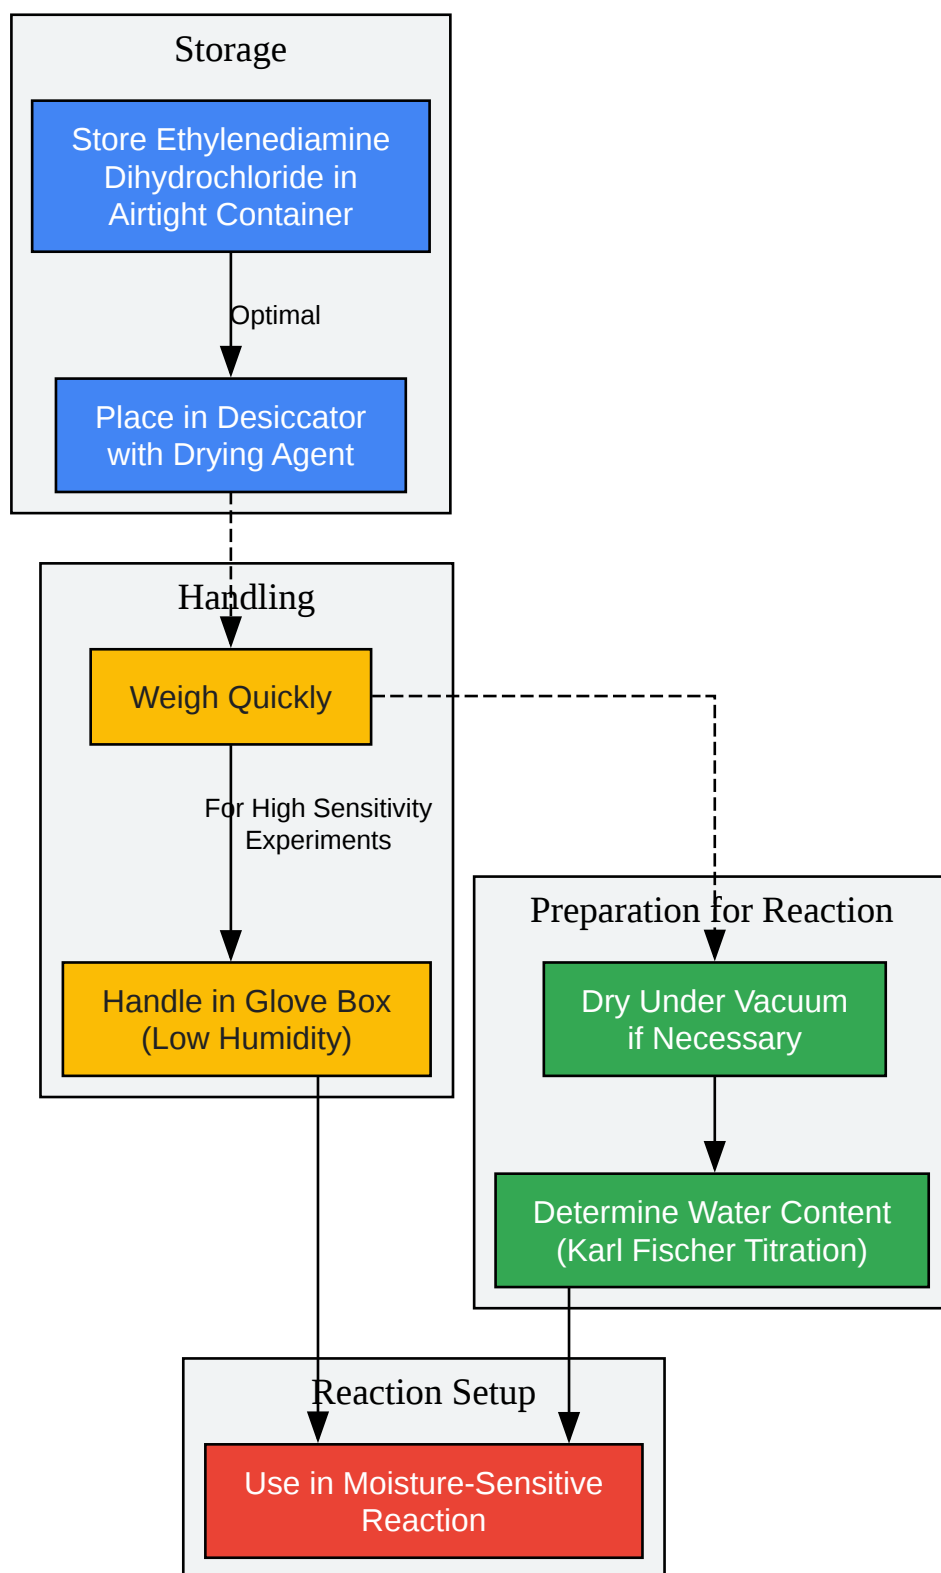 Storage
Store Ethylenediamine
Dihydrochloride in
Airtight Container
Optimal
Place in Desiccator
with Drying Agent
Handling
Weigh Quickly
For High Sensitivity
Experiments
Preparation for Reaction
Handle in Glove Box
(Low Humidity)
Dry Under Vacuum
if Necessary
Determine Water Content
(Karl Fischer Titration)
Reaction Setup
Use in Moisture-Sensitive
Reaction